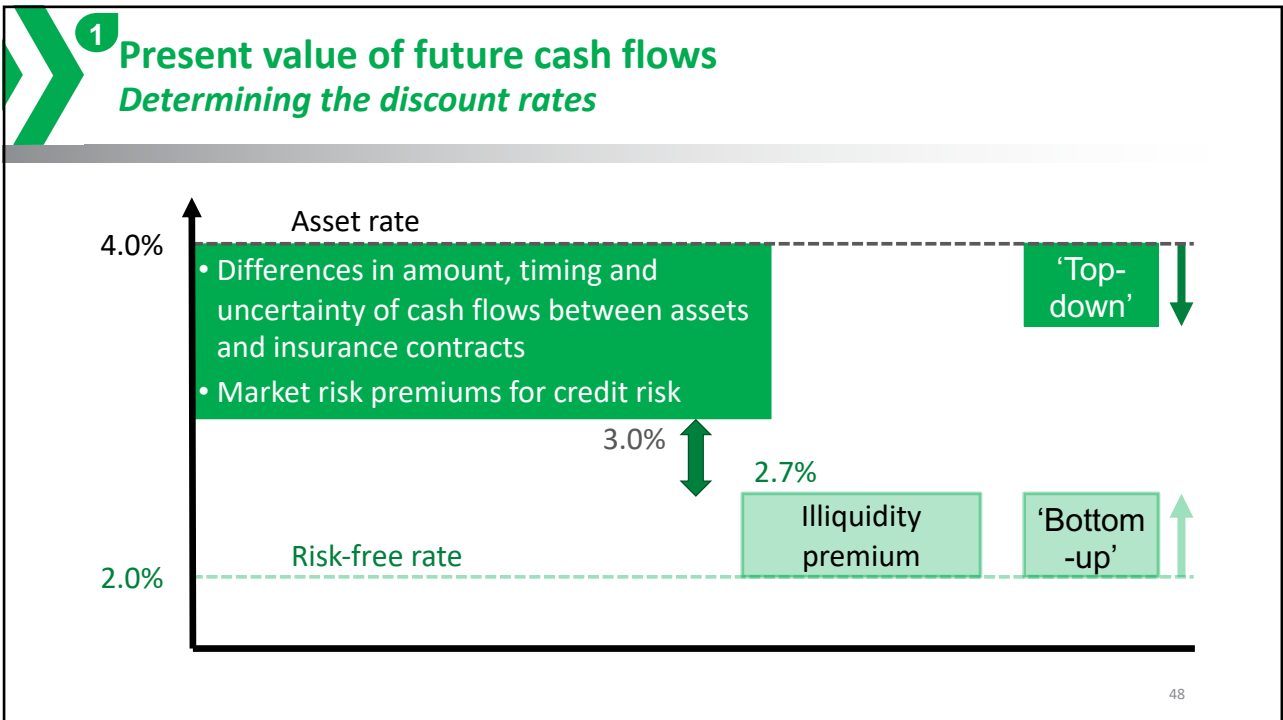 1
Present value of future cash flows
Determining the discount rates
Asset rate
4.0%
• Differences in amount, timing and
uncertainty of cash flows between assets
and insurance contracts
• Market risk premiums for credit risk
‘Top-
down’
3.0%
2.7%
Illiquidity
premium
‘Bottom
-up’
Risk-free rate
2.0%
48